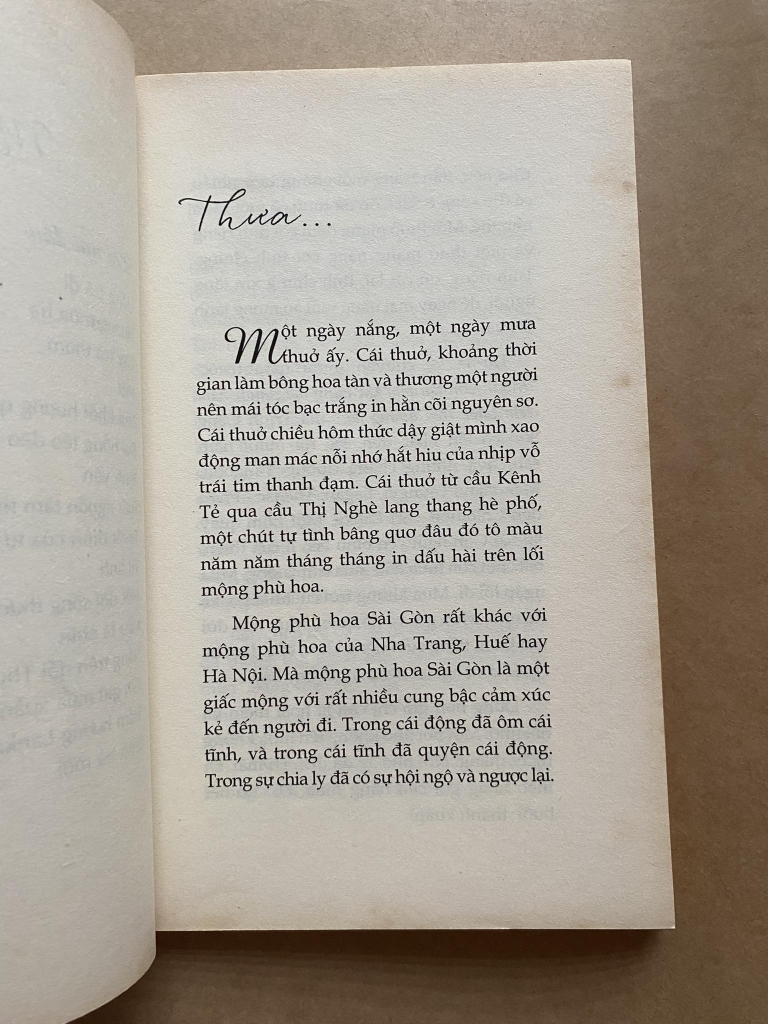 Thưa...
Một ngày nắng, một ngày mưa
thuở ấy. Cái thuở, khoảng thời
gian làm bông hoa tàn và thương một người
nên mái tóc bạc trắng in hằn cõi nguyên sơ.
Cái thuở chiều hôm thức dậy giật mình xao
động man mác nỗi nhớ hắt hiu của nhịp vỗ
trái tim thanh đạm. Cái thuở từ cầu Kênh
Tẻ qua cầu Thị Nghè lang thang hè phố,
một chút tự tình bâng quơ đâu đó tô màu
năm năm tháng tháng in dấu hài trên lối
mộng phù hoa.
Mộng phù hoa Sài Gòn rất khác với
mộng phù hoa của Nha Trang, Huế hay
Hà Nội. Mà mộng phù hoa Sài Gòn là một
giấc mộng với rất nhiều cung bậc cảm xúc
kẻ đến người đi. Trong cái động đã ôm cái
tĩnh, và trong cái tĩnh đã quyện cái động.
Trong sự chia ly đã có sự hội ngộ và ngược lại.